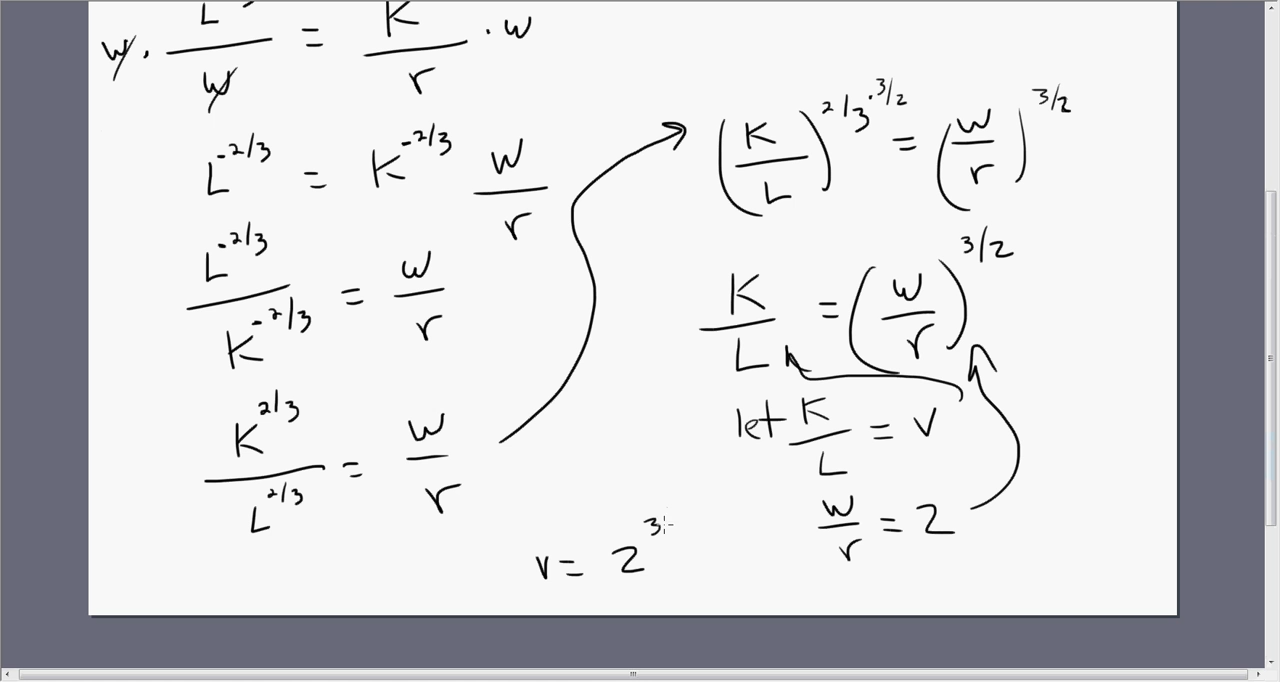 w · L / w = K / r · w
L^-2/3 = K^-2/3 w / r
L^-2/3 / K^-2/3 = w / r
K^2/3 / L^2/3 = w / r
(K / L)^2/3 · 3/2 = (w / r)^3/2
K / L = (w / r)^3/2
let K / L = v
w / r = 2
v = 2^3